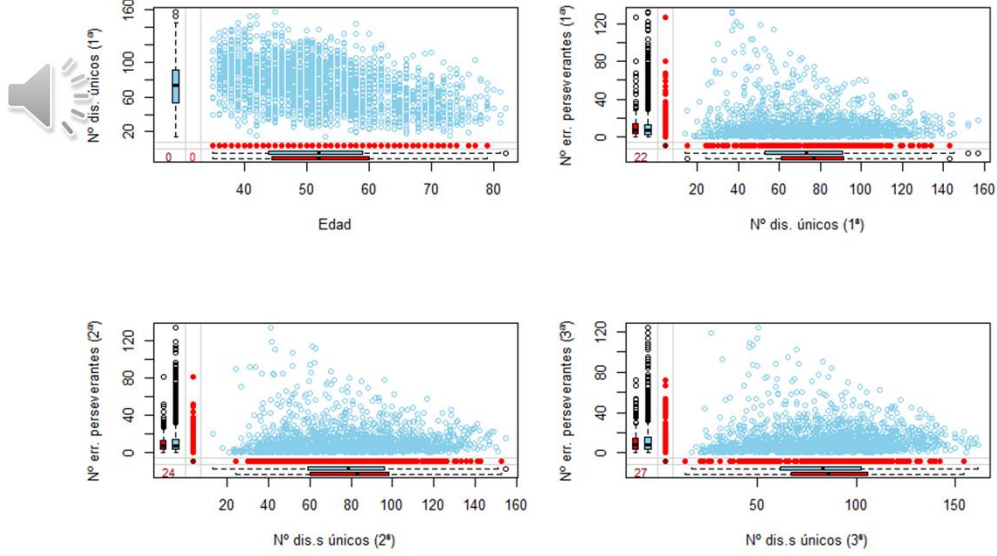 Nº dis. únicos (1ª)
160
100
60
20
0 0
40 50 60 70 80
Edad
Nº err. perseverantes (1ª)
120
80
40
0
22
20 40 60 80 100 120 140 160
Nº dis. únicos (1ª)
Nº err. perseverantes (2ª)
120
80
40
0
24
20 40 60 80 100 120 140 160
Nº dis.s únicos (2ª)
Nº err. perseverantes (3ª)
120
80
40
0
27
50 100 150
Nº dis.s únicos (3ª)